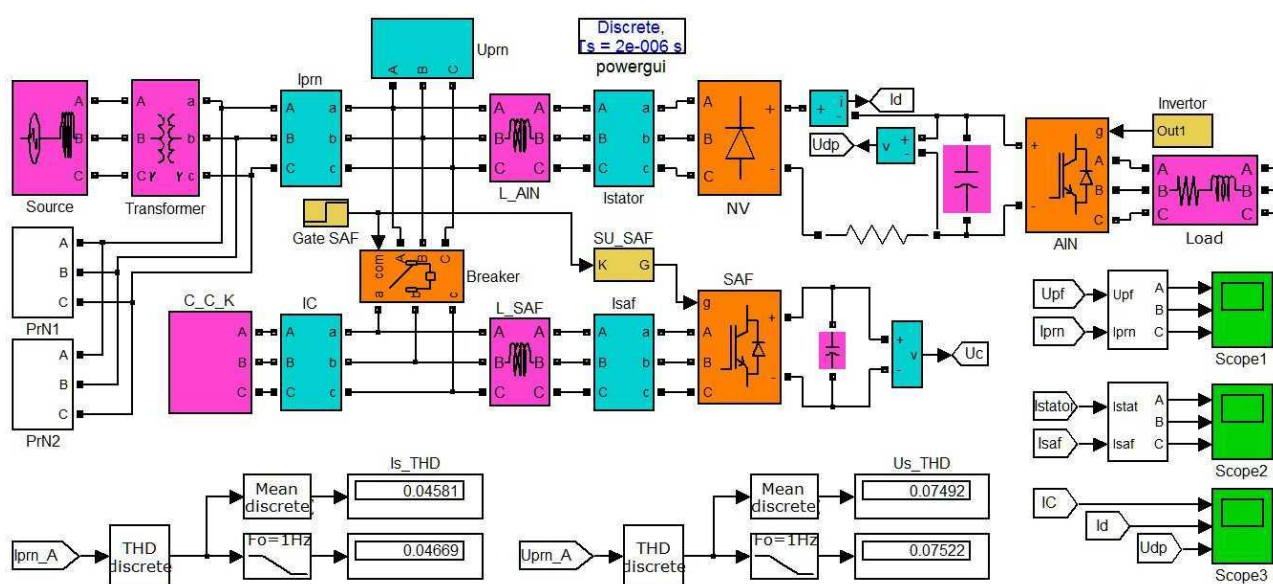 Discrete,
Ts = 2e-006 s
powergui
Uprn
A B C
Iprn
A A a A A A A A + + i Id Invertor
- Out1
B B b B B B B B Udp v + - g
C C c C C C C C - + A A
Source Transformer L_AIN Istator NV - B B
C C
AIN Load
Gate SAF
SU_SAF
K G
com A B C
a b c
Breaker
A
B
C
PrN1
C_C_K IC L_SAF Isaf SAF
g
A A a A A A A A +
B B b B B B B B
C C c C C C C C -
+ v -
Uc
A
B
C
PrN2
Upf Upf A
B
Iprn Iprn C
Scope1
Istator Istat A
B
Isaf Isaf C
Scope2
IC
Id
Udp
Scope3
Is_THD
Mean
discrete
0.04581
Iprn_A
THD
discrete
Fo=1Hz
0.04669
Us_THD
Mean
discrete
0.07492
Uprn_A
THD
discrete
Fo=1Hz
0.07522